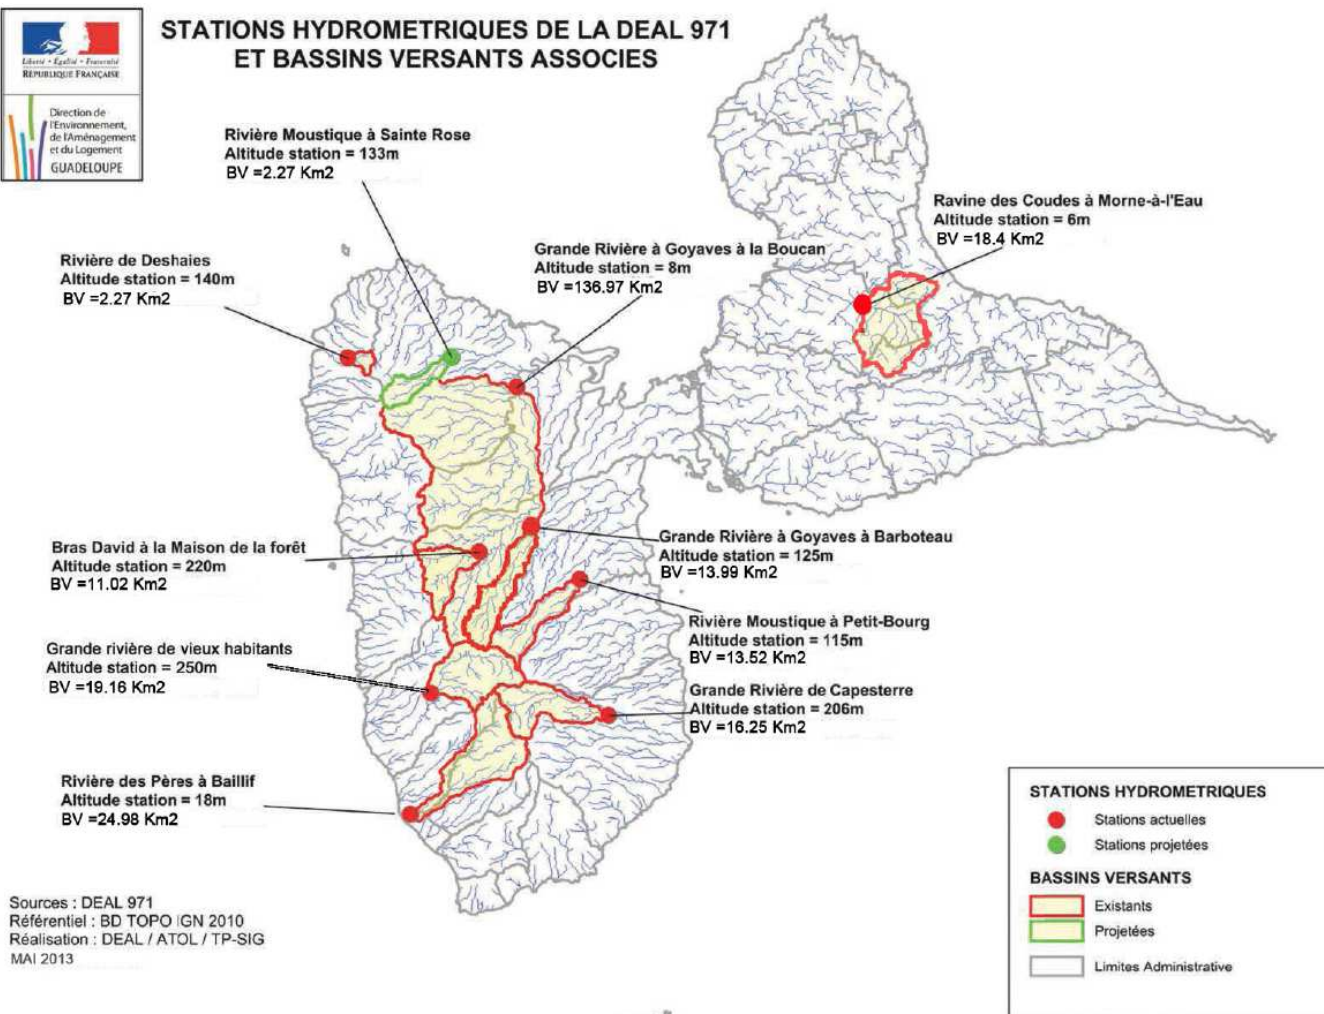 STATIONS HYDROMETRIQUES DE LA DEAL 971
ET BASSINS VERSANTS ASSOCIES
Liberté • Égalité • Fraternité
RÉPUBLIQUE FRANÇAISE
Direction de
l'Environnement,
de l'Aménagement
et du Logement
GUADELOUPE
Rivière Moustique à Sainte Rose
Altitude station = 133m
BV =2.27 Km2
Ravine des Coudes à Morne-à-l'Eau
Altitude station = 6m
BV =18.4 Km2
Grande Rivière à Goyaves à la Boucan
Altitude station = 8m
BV =136.97 Km2
Rivière de Deshaies
Altitude station = 140m
BV =2.27 Km2
Bras David à la Maison de la forêt
Altitude station = 220m
BV =11.02 Km2
Grande Rivière à Goyaves à Barboteau
Altitude station = 125m
BV =13.99 Km2
Rivière Moustique à Petit-Bourg
Altitude station = 115m
BV =13.52 Km2
Grande rivière de vieux habitants
Altitude station = 250m
BV =19.16 Km2
Grande Rivière de Capesterre
Altitude station = 206m
BV =16.25 Km2
Rivière des Pères à Baillif
Altitude station = 18m
BV =24.98 Km2
STATIONS HYDROMETRIQUES
Stations actuelles
Stations projetées
BASSINS VERSANTS
Existants
Projetées
Limites Administrative
Sources : DEAL 971
Référentiel : BD TOPO IGN 2010
Réalisation : DEAL / ATOL / TP-SIG
MAI 2013